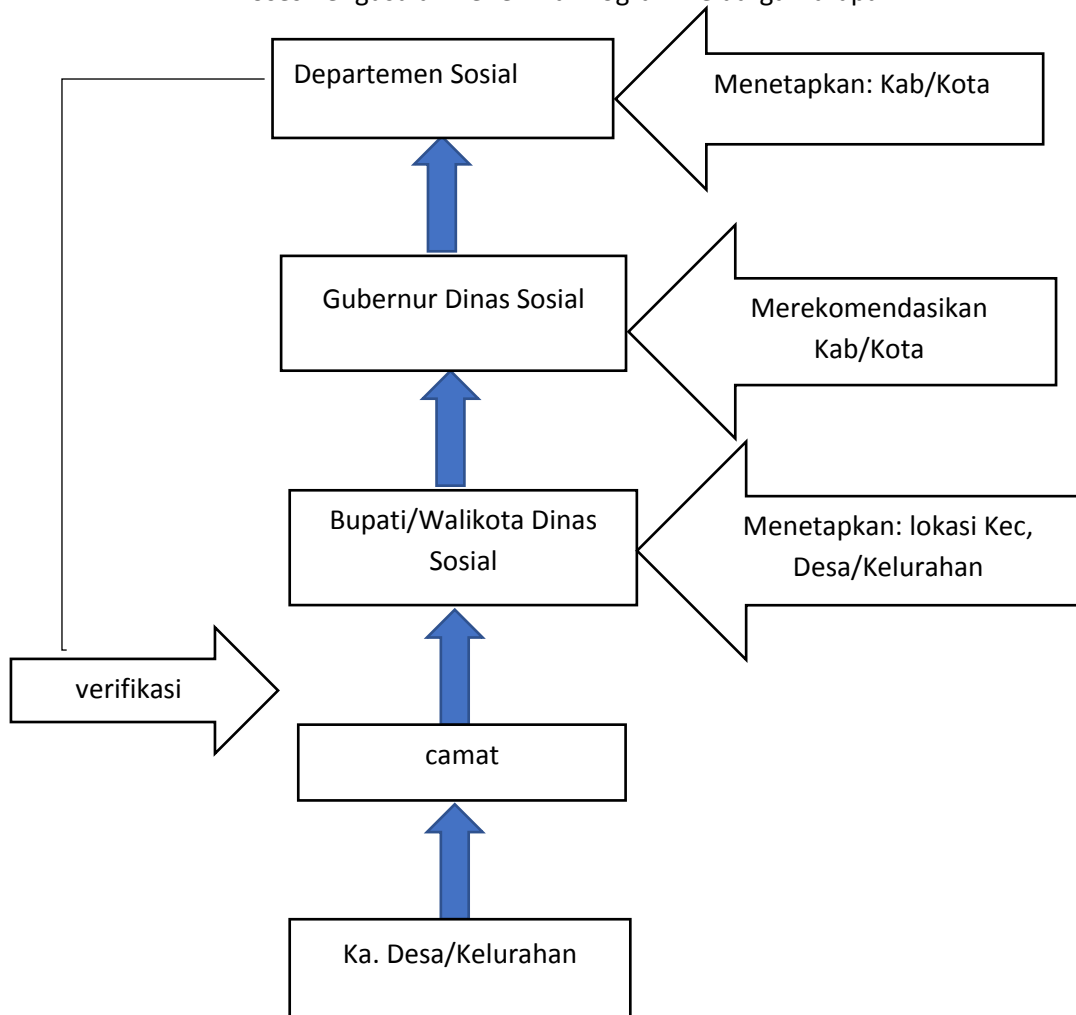 Departemen Sosial
Menetapkan: Kab/Kota
Gubernur Dinas Sosial
Merekomendasikan
Kab/Kota
Bupati/Walikota Dinas
Sosial
Menetapkan: lokasi Kec,
Desa/Kelurahan
verifikasi
camat
Ka. Desa/Kelurahan